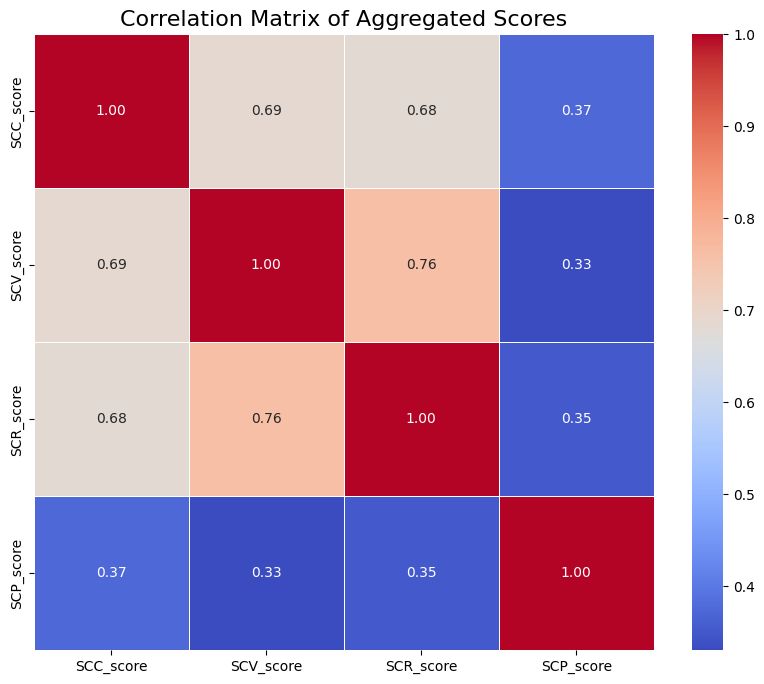 Correlation Matrix of Aggregated Scores
SCC_score
1.00
0.69
0.68
0.37
SCV_score
0.69
1.00
0.76
0.33
SCR_score
0.68
0.76
1.00
0.35
SCP_score
0.37
0.33
0.35
1.00
SCC_score
SCV_score
SCR_score
SCP_score
1.0
0.9
0.8
0.7
0.6
0.5
0.4